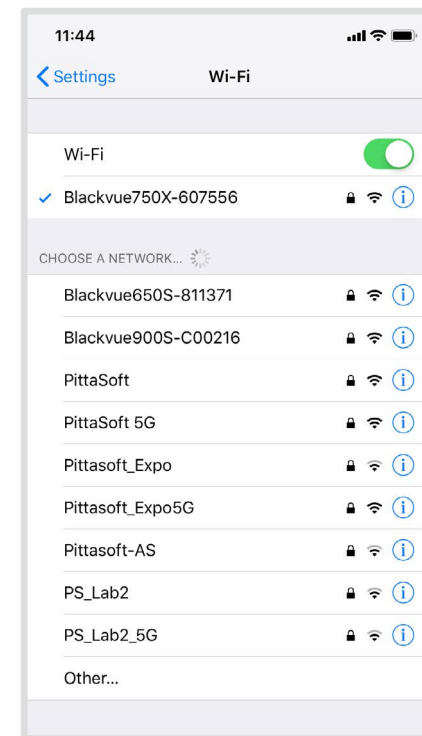 11:44
Settings Wi-Fi
Wi-Fi
Blackvue750X-607556
CHOOSE A NETWORK...
Blackvue650S-811371
Blackvue900S-C00216
PittaSoft
PittaSoft 5G
Pittasoft_Expo
Pittasoft_Expo5G
Pittasoft-AS
PS_Lab2
PS_Lab2_5G
Other...